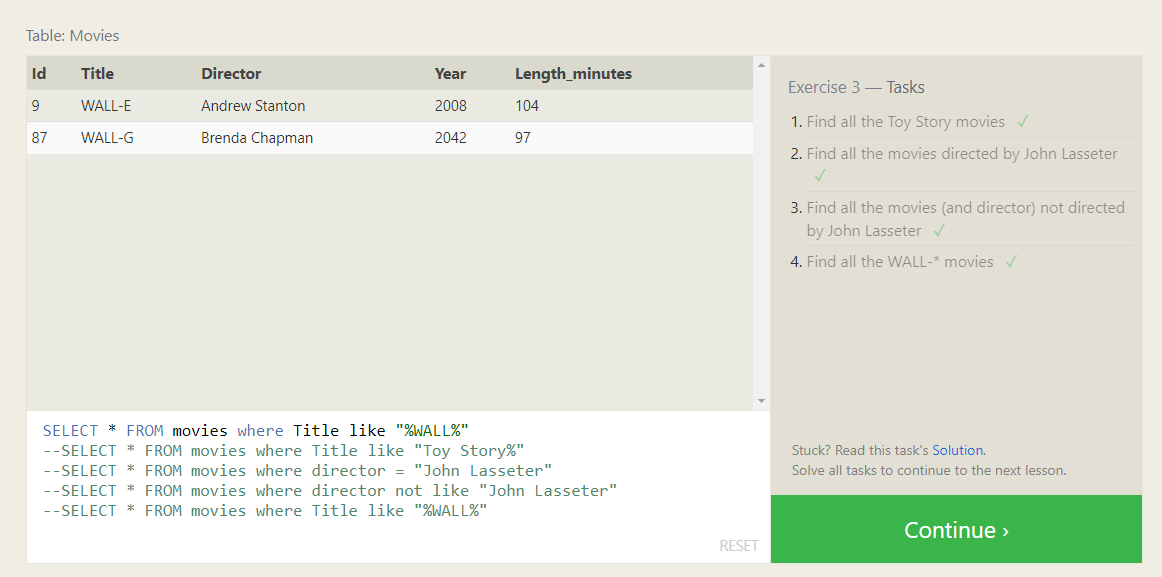 Table: Movies
Id Title Director Year Length_minutes
9 WALL-E Andrew Stanton 2008 104
87 WALL-G Brenda Chapman 2042 97
SELECT * FROM movies where Title like "%WALL%"
--SELECT * FROM movies where Title like "Toy Story%"
--SELECT * FROM movies where director = "John Lasseter"
--SELECT * FROM movies where director not like "John Lasseter"
--SELECT * FROM movies where Title like "%WALL%"
RESET
Exercise 3 — Tasks
1. Find all the Toy Story movies ✓
2. Find all the movies directed by John Lasseter
✓
3. Find all the movies (and director) not directed
by John Lasseter ✓
4. Find all the WALL-* movies ✓
Stuck? Read this task's Solution.
Solve all tasks to continue to the next lesson.
Continue ›